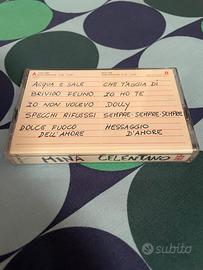 A
B
ACQUA E SALE
BRIVIDO FELINO
IO NON VOLEVO
SPECCHI RIFLESSI
DOLCE FUOCO
DELL'AMORE
CHE T'AGGIA DÌ
IO HO TE
DOLLY
SEMPRE SEMPRE SEMPRE
MESSAGGIO
D'AMORE
MINA CELENTANO
subito